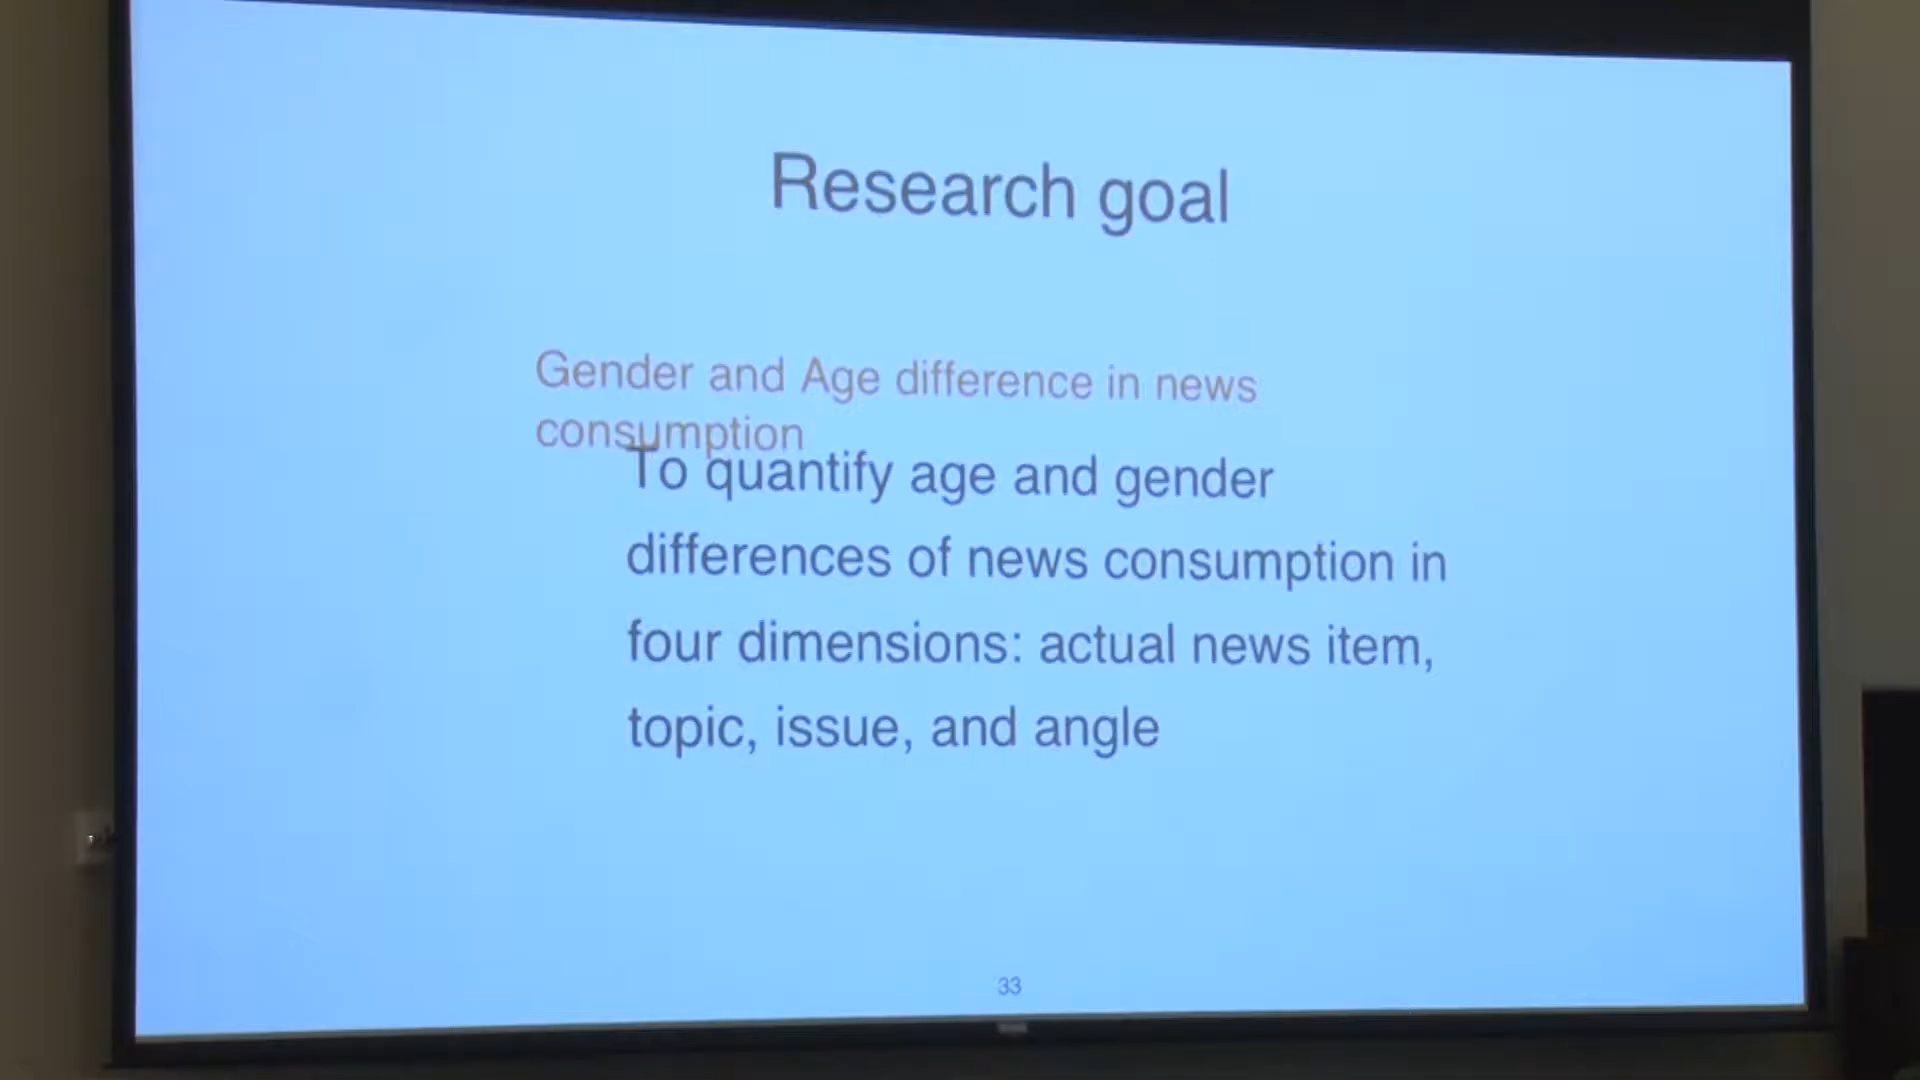 Research goal
Gender and Age difference in news
consumption
To quantify age and gender
differences of news consumption in
four dimensions: actual news item,
topic, issue, and angle
33